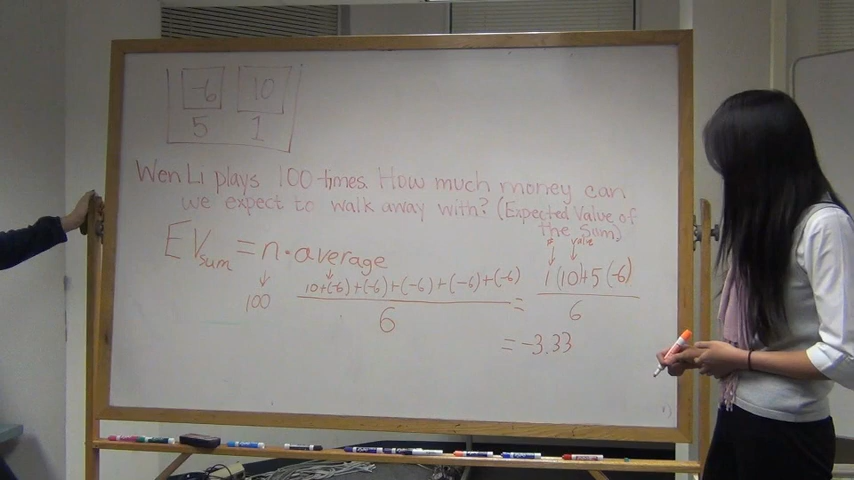 -6 10
5 1
Wen Li plays 100 times. How much money can
we expect to walk away with? (Expected Value of
the Sum)
# value
EVsum = n · average
↓ ↓ ↓ ↓
100 10+(-6)+(-6)+(-6)+(-6)+(-6) = 1(10)+5(-6)
6 6
= -3.33